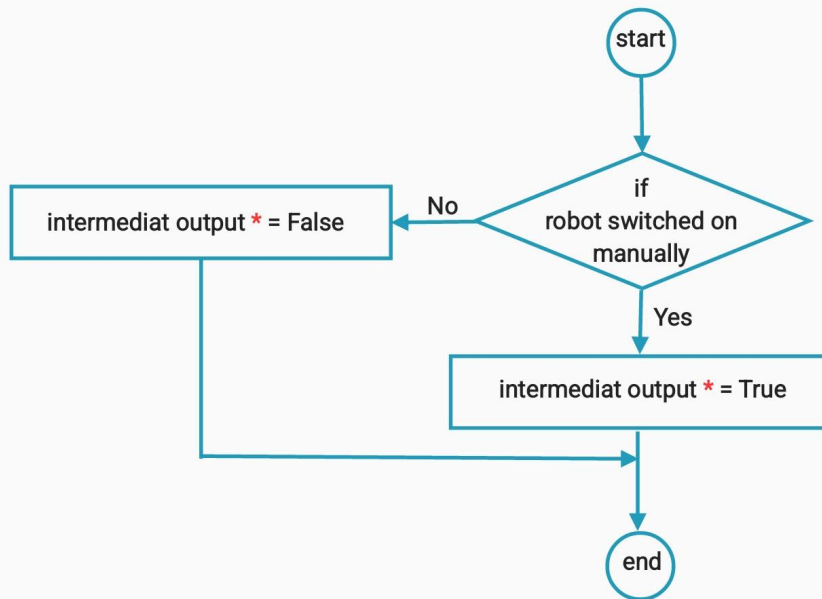 start
if
robot switched on
manually
No
intermediat output * = False
Yes
intermediat output * = True
end